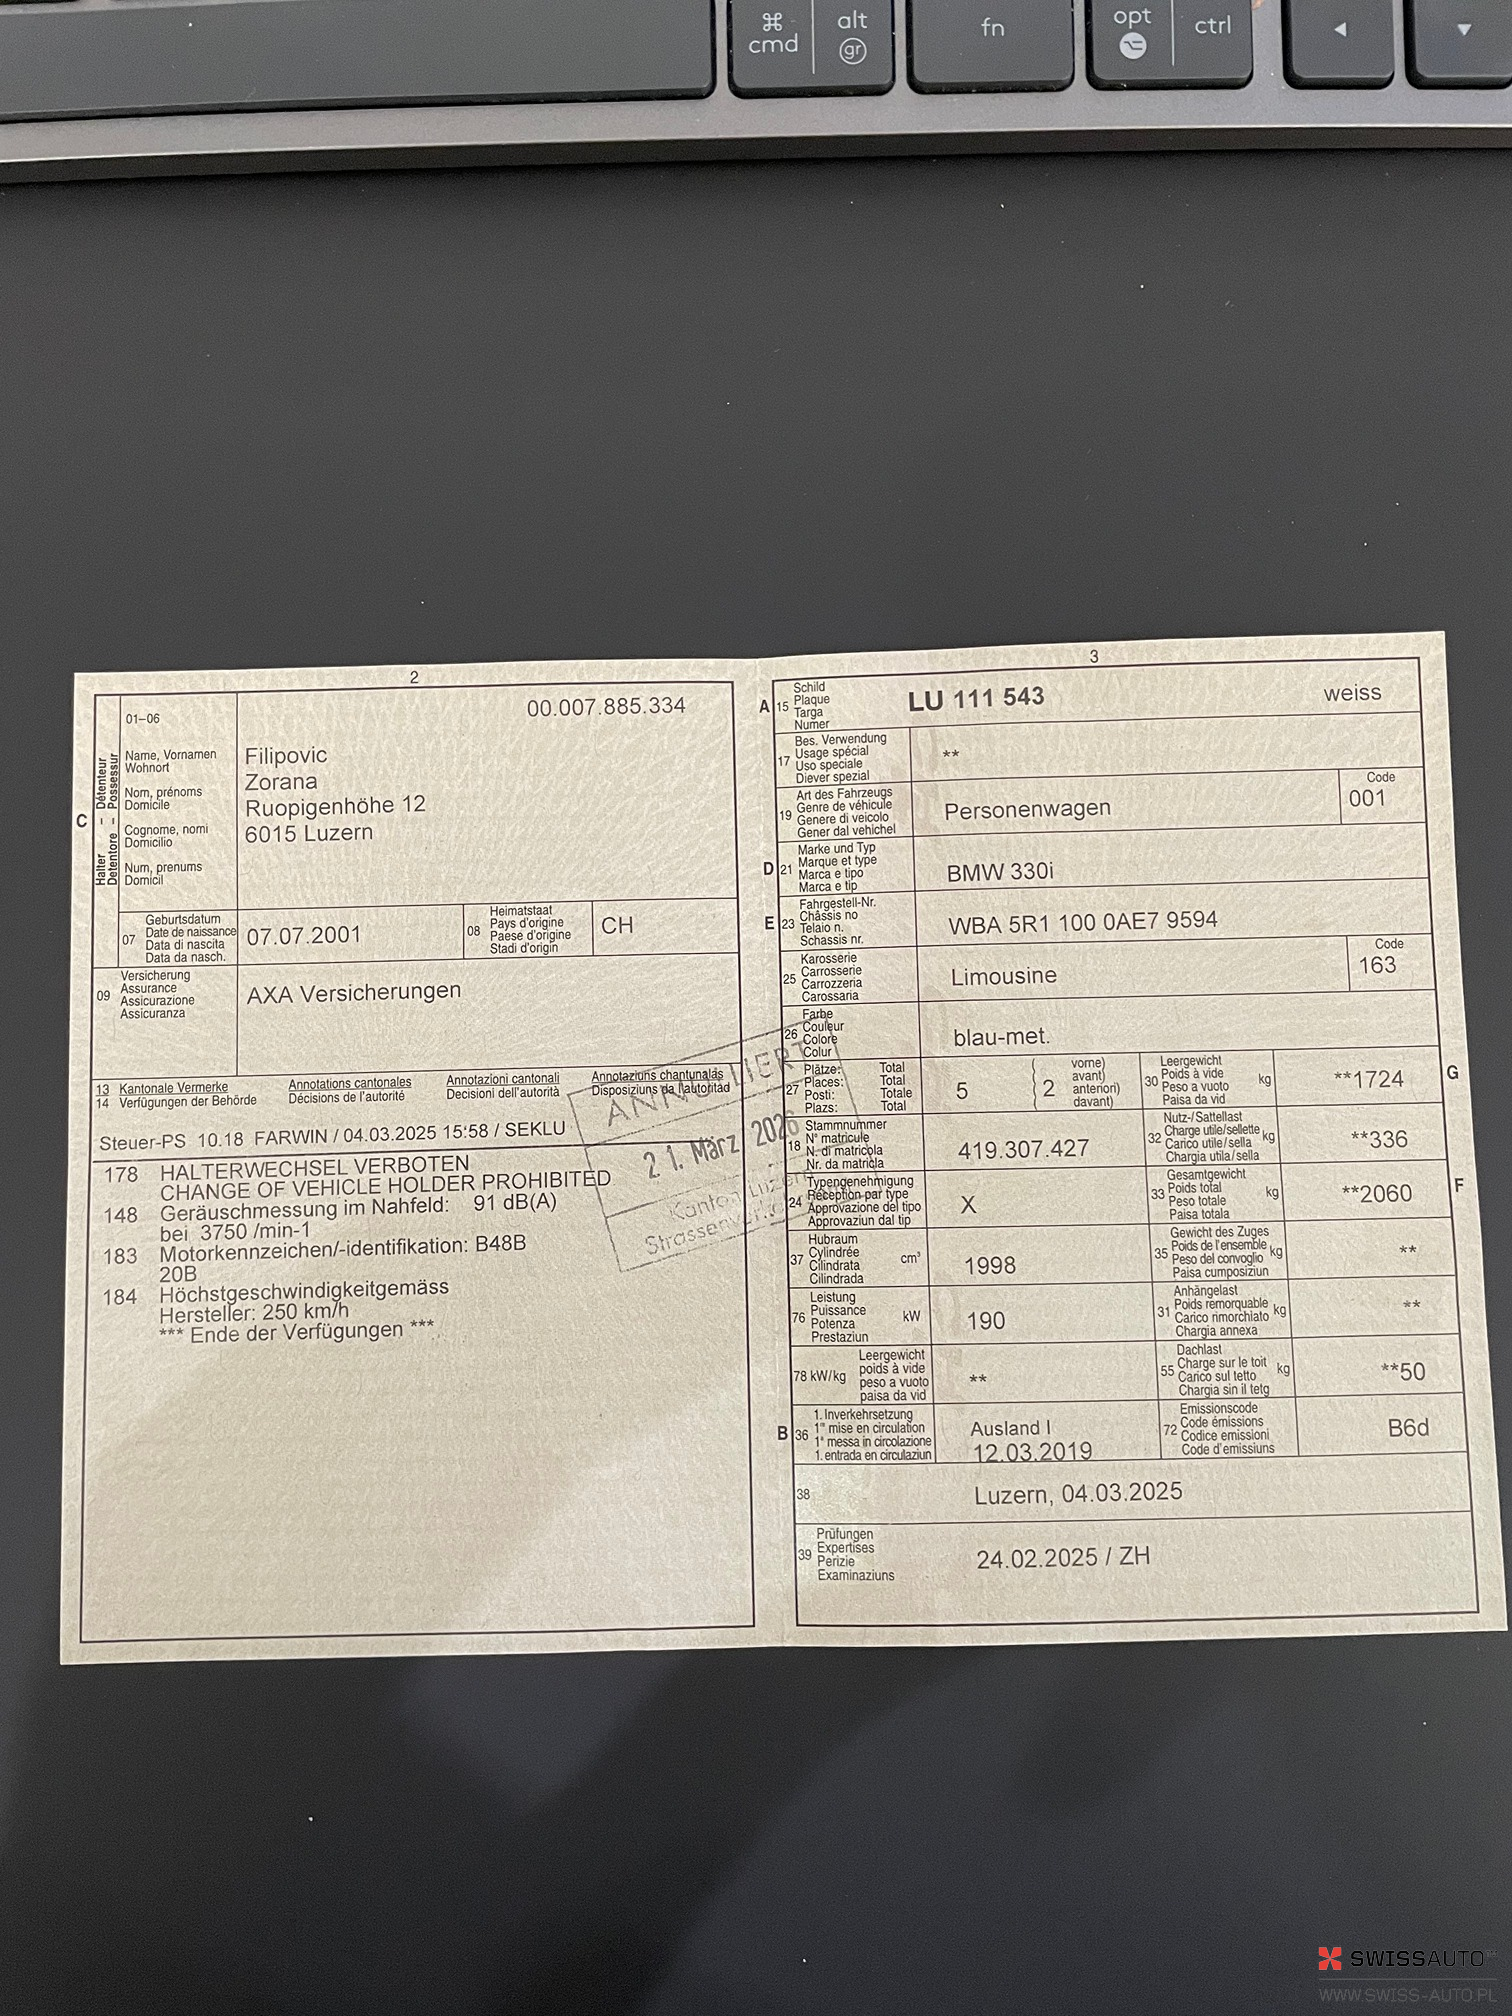 cmd
alt
gr
fn
opt
ctrl
2
01–06
00.007.885.334
C
Halter – Détenteur
Detentore – Possessur
Name, Vornamen
Wohnort
Nom, prénoms
Domicile
Cognome, nomi
Domicilio
Num, prenums
Domicil
Filipovic
Zorana
Ruopigenhöhe 12
6015 Luzern
07
Geburtsdatum
Date de naissance
Data di nascita
Data da nasch.
07.07.2001
08
Heimatstaat
Pays d'origine
Paese d'origine
Stadi d'origin
CH
09
Versicherung
Assurance
Assicurazione
Assicuranza
AXA Versicherungen
13 Kantonale Vermerke
14 Verfügungen der Behörde
Annotations cantonales
Décisions de l'autorité
Annotazioni cantonali
Decisioni dell'autorità
Annotaziuns chantunalas
Disposiziuns da l'autoritad
Steuer-PS 10.18 FARWIN / 04.03.2025 15:58 / SEKLU
178 HALTERWECHSEL VERBOTEN
CHANGE OF VEHICLE HOLDER PROHIBITED
148 Geräuschmessung im Nahfeld: 91 dB(A)
bei 3750 /min-1
183 Motorkennzeichen/-identifikation: B48B
20B
184 Höchstgeschwindigkeitgemäss
Hersteller: 250 km/h
*** Ende der Verfügungen ***
ANNULLIERT
21. März 2026
Kanton Luzern
3
A 15
Schild
Plaque
Targa
Numer
LU 111 543
weiss
17
Bes. Verwendung
Usage spécial
Uso speciale
Diever spezial
**
19
Art des Fahrzeugs
Genre de véhicule
Genere di veicolo
Gener dal vehichel
Personenwagen
Code
001
D 21
Marke und Typ
Marque et type
Marca e tipo
Marca e tip
BMW 330i
E 23
Fahrgestell-Nr.
Châssis no
Telaio n.
Schassis nr.
WBA 5R1 100 0AE7 9594
25
Karosserie
Carrosserie
Carrozzeria
Carossaria
Limousine
Code
163
26
Farbe
Couleur
Colore
Colur
blau-met.
27
Plätze: Total
Places: Total
Posti: Totale
Plazs: Total
5
2
vorne)
avant)
anteriori)
davant)
30
Leergewicht
Poids à vide
Peso a vuoto
Paisa da vid
kg
**1724
G
18
Stammnummer
N° matricule
N. di matricola
Nr. da matricla
419.307.427
32
Nutz-/Sattellast
Charge utile/sellette
Carico utile/sella
Chargia utila/sella
kg
**336
24
Typengenehmigung
Réception par type
Approvazione del tipo
Approvaziun dal tip
X
33
Gesamtgewicht
Poids total
Peso totale
Paisa totala
kg
**2060
F
37
Hubraum
Cylindrée
Cilindrata
Cilindrada
cm³
1998
35
Gewicht des Zuges
Poids de l'ensemble
Peso del convoglio
Paisa cumposiziun
kg
**
76
Leistung
Puissance
Potenza
Prestaziun
kW
190
31
Anhängelast
Poids remorquable
Carico rimorchiato
Chargia annexa
kg
**
78 kW/kg
Leergewicht
poids à vide
peso a vuoto
paisa da vid
**
55
Dachlast
Charge sur le toit
Carico sul tetto
Chargia sin il tetg
kg
**50
B 36
1. Inverkehrsetzung
1re mise en circulation
1a messa in circolazione
1. entrada en circulaziun
Ausland I
12.03.2019
72
Emissionscode
Code émissions
Codice emissioni
Code d'emissiuns
B6d
38
Luzern, 04.03.2025
39
Prüfungen
Expertises
Perizie
Examinaziuns
24.02.2025 / ZH
SWISSAUTO
WWW.SWISS-AUTO.PL